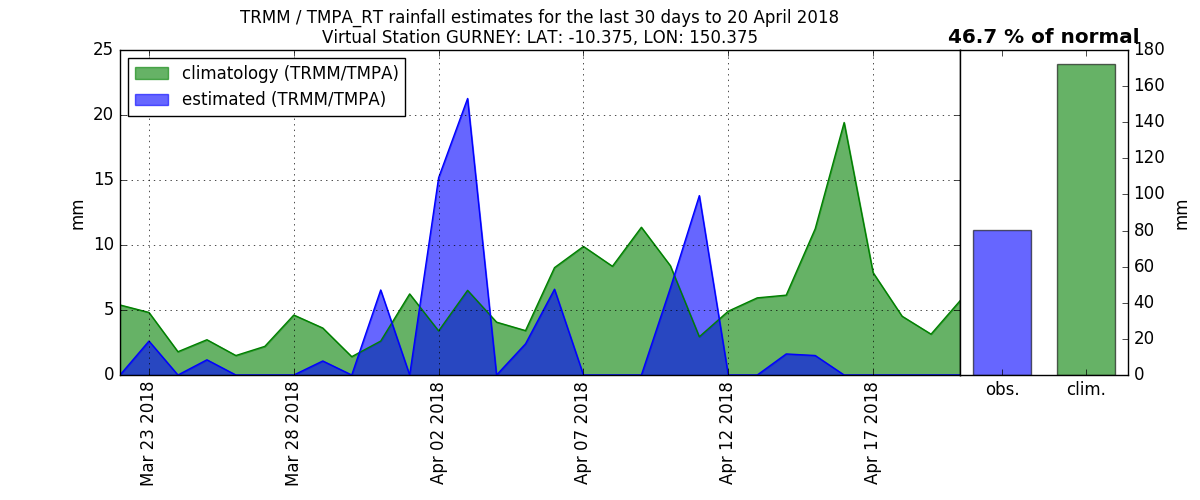 TRMM / TMPA_RT rainfall estimates for the last 30 days to 20 April 2018
Virtual Station GURNEY: LAT: -10.375, LON: 150.375
46.7 % of normal
climatology (TRMM/TMPA)
estimated (TRMM/TMPA)
25
20
15
10
5
0
mm
Mar 23 2018
Mar 28 2018
Apr 02 2018
Apr 07 2018
Apr 12 2018
Apr 17 2018
180
160
140
120
100
80
60
40
20
0
mm
obs.
clim.